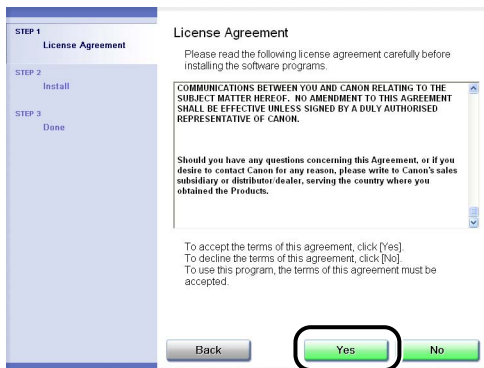 STEP 1
License Agreement
STEP 2
Install
STEP 3
Done
License Agreement
Please read the following license agreement carefully before
installing the software programs.
COMMUNICATIONS BETWEEN YOU AND CANON RELATING TO THE
SUBJECT MATTER HEREOF.  NO AMENDMENT TO THIS AGREEMENT
SHALL BE EFFECTIVE UNLESS SIGNED BY A DULY AUTHORISED
REPRESENTATIVE OF CANON.
Should you have any questions concerning this Agreement, or if you
desire to contact Canon for any reason, please write to Canon's sales
subsidiary or distributor/dealer, serving the country where you
obtained the Products.
To accept the terms of this agreement, click [Yes].
To decline the terms of this agreement, click [No].
To use this program, the terms of this agreement must be
accepted.
Back Yes No